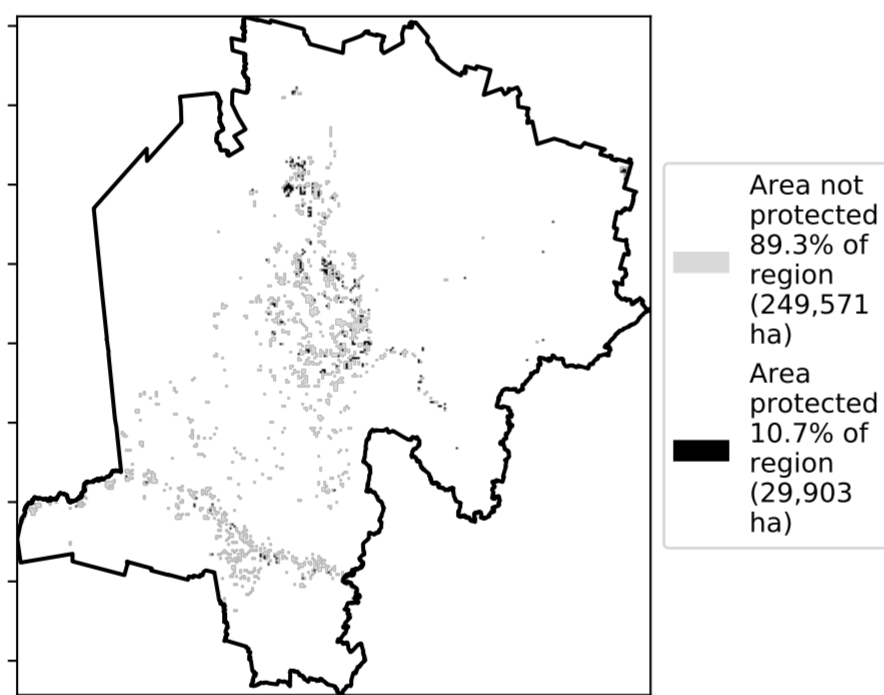 Area not
protected
89.3% of
region
(249,571
ha)
Area
protected
10.7% of
region
(29,903
ha)